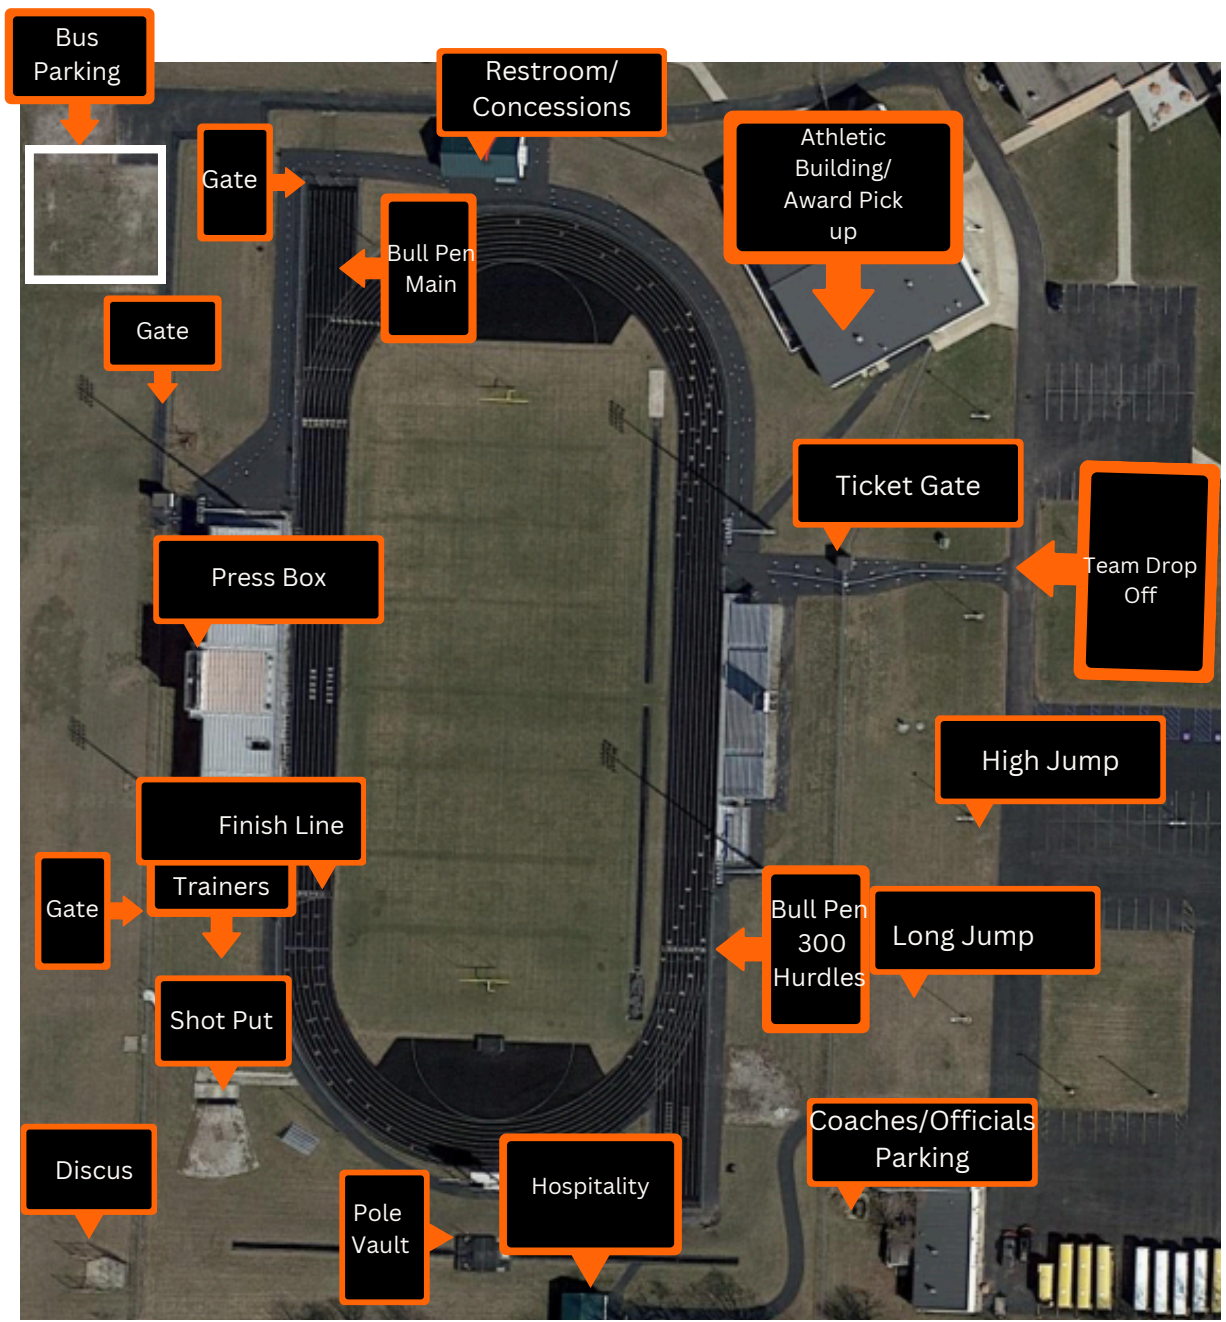 Bus
Parking
Restroom/
Concessions
Athletic
Building/
Award Pick
up
Gate
Bull Pen
Main
Gate
Ticket Gate
Team Drop
Off
Press Box
High Jump
Finish Line
Trainers
Gate
Bull Pen
300
Hurdles
Long Jump
Shot Put
Coaches/Officials
Parking
Discus
Hospitality
Pole
Vault